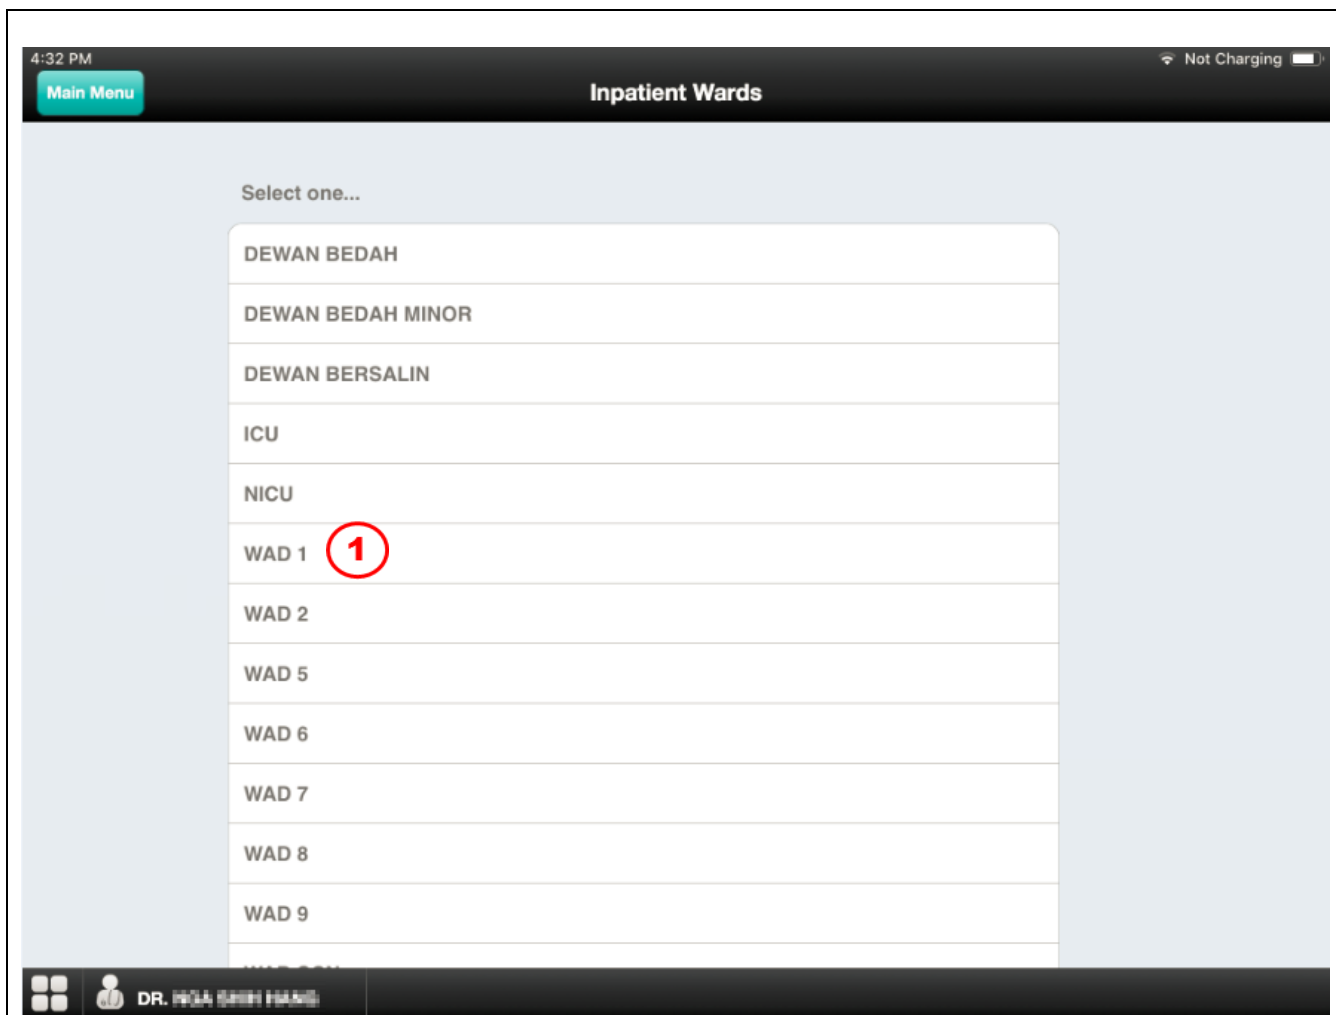 4:32 PM
Not Charging
Main Menu
Inpatient Wards
Select one...
DEWAN BEDAH
DEWAN BEDAH MINOR
DEWAN BERSALIN
ICU
NICU
WAD 1
1
WAD 2
WAD 5
WAD 6
WAD 7
WAD 8
WAD 9
DR.